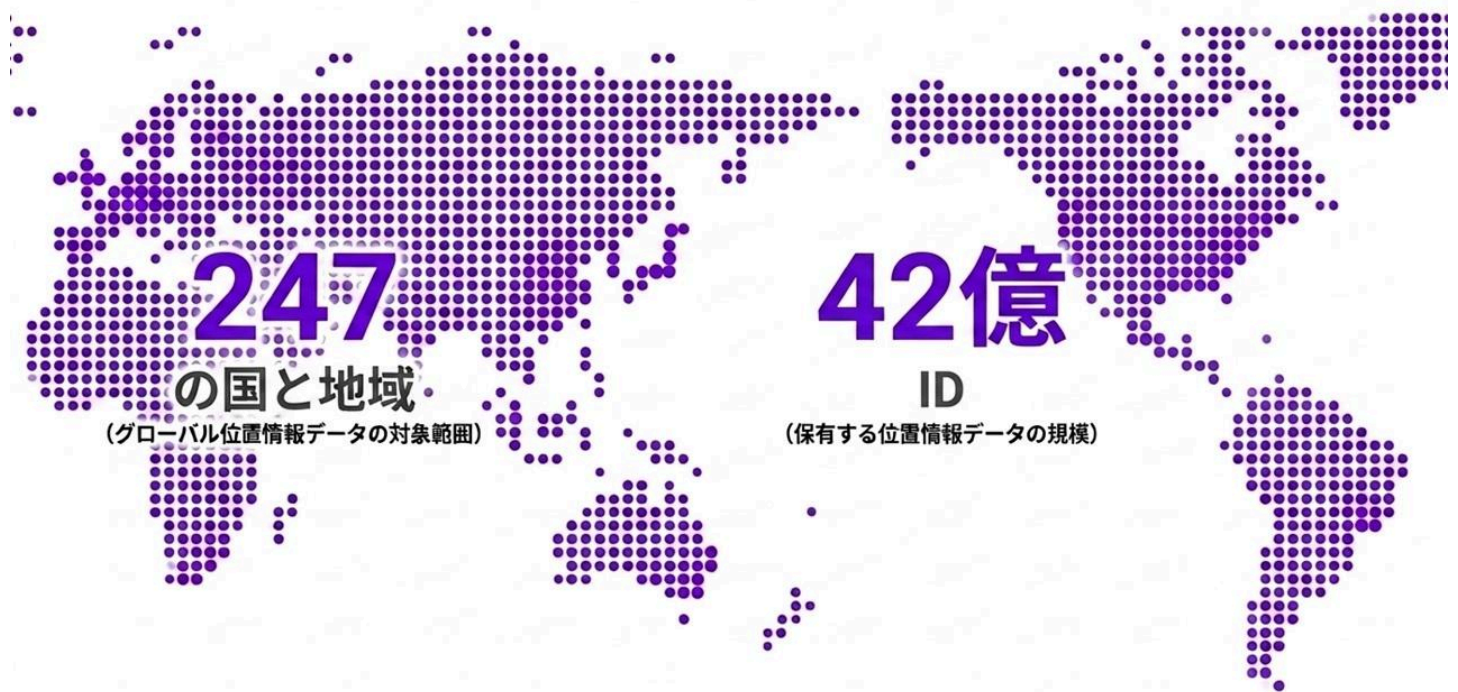 247
の国と地域
（グローバル位置情報データの対象範囲）
42億
ID
（保有する位置情報データの規模）